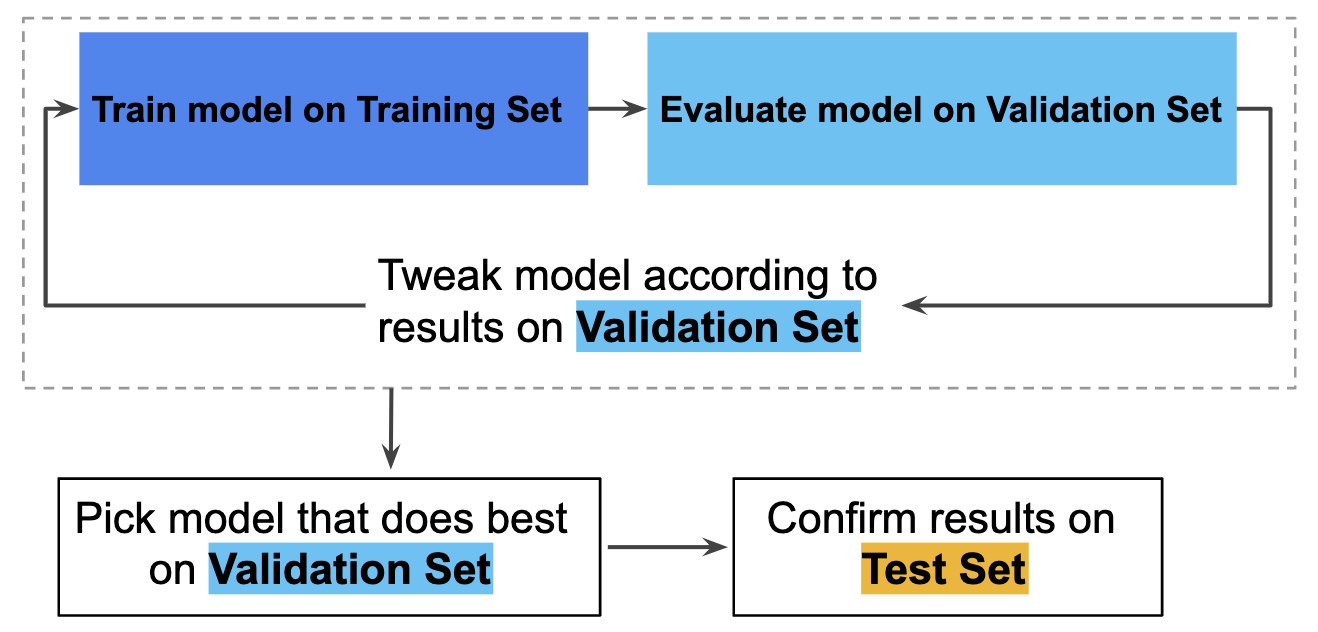 Train model on Training Set
Evaluate model on Validation Set
Tweak model according to
results on Validation Set
Pick model that does best
on Validation Set
Confirm results on
Test Set